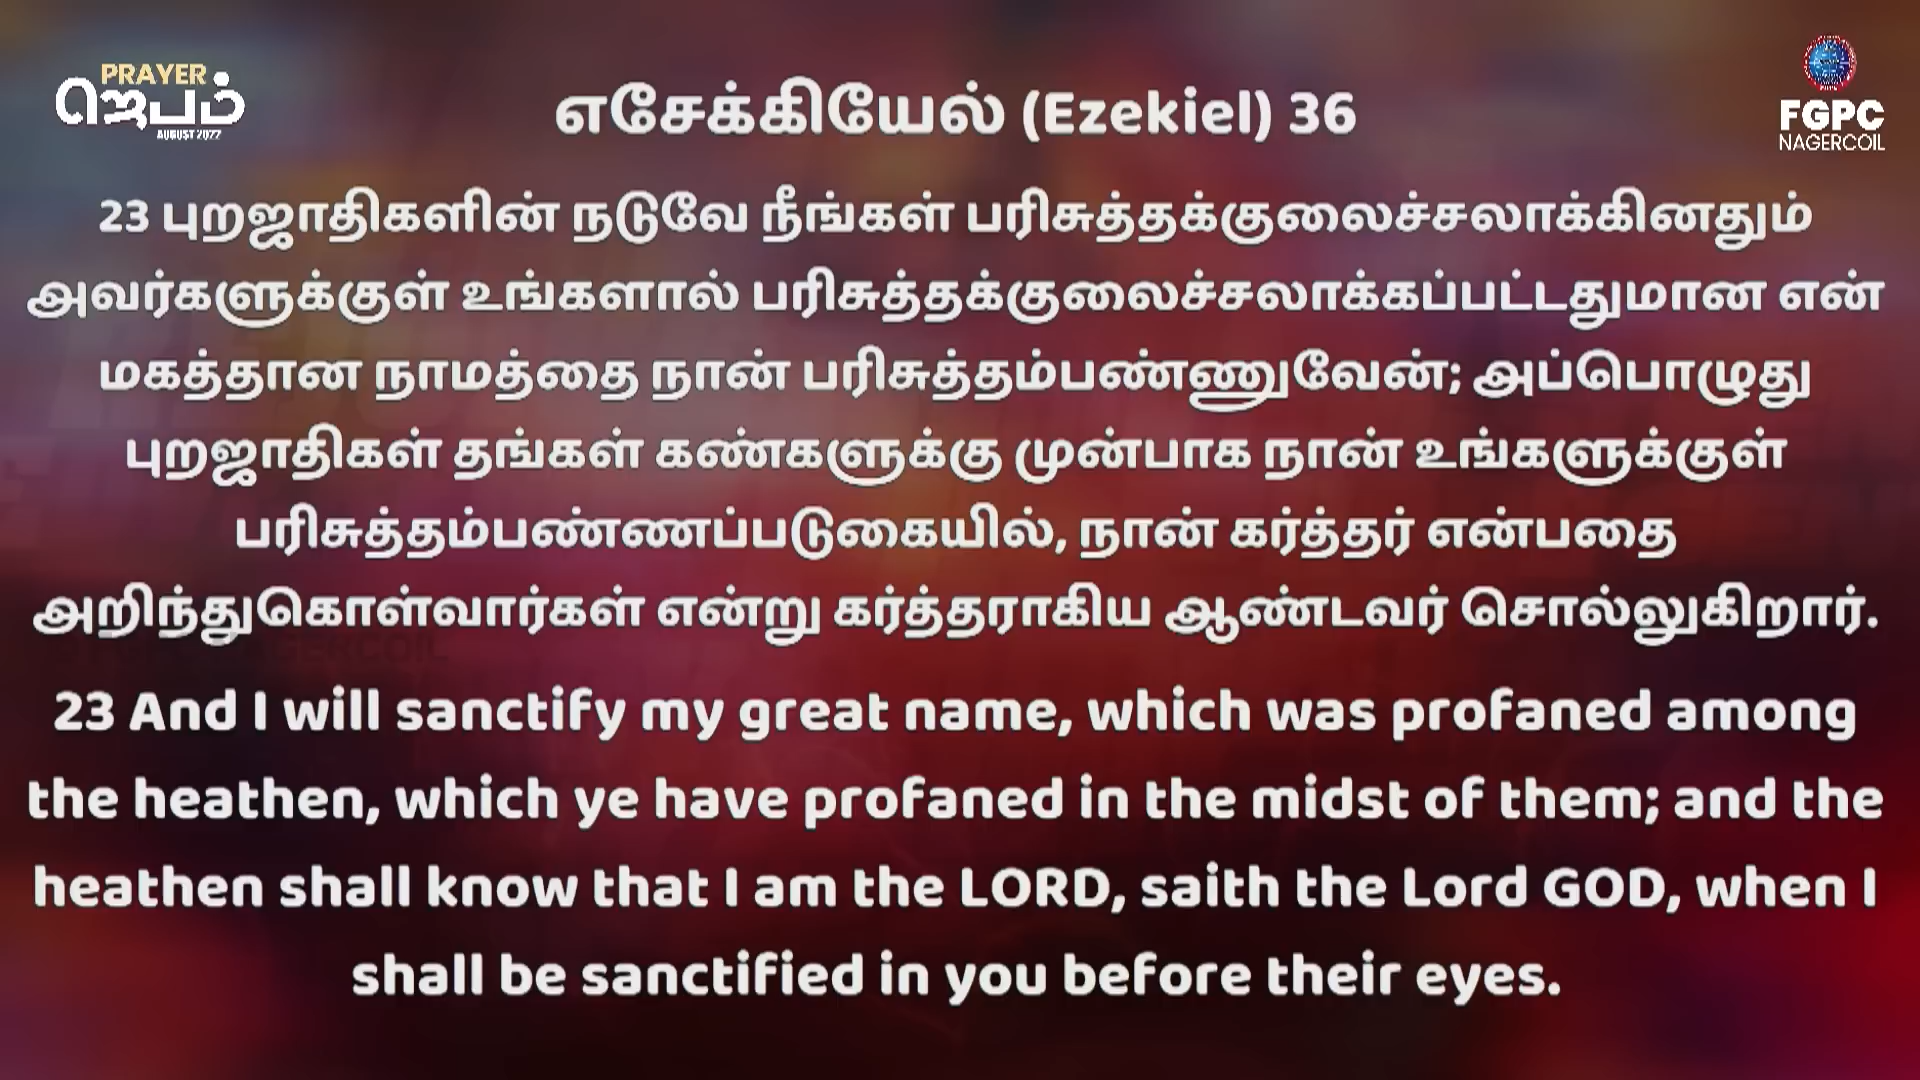 PRAYER
ஜெபம்
AUGUST 2022
எசேக்கியேல் (Ezekiel) 36
FGPC
NAGERCOIL
23 புறஜாதிகளின் நடுவே நீங்கள் பரிசுத்தக்குலைச்சலாக்கினதும்
அவர்களுக்குள் உங்களால் பரிசுத்தக்குலைச்சலாக்கப்பட்டதுமான என்
மகத்தான நாமத்தை நான் பரிசுத்தம்பண்ணுவேன்; அப்பொழுது
புறஜாதிகள் தங்கள் கண்களுக்கு முன்பாக நான் உங்களுக்குள்
பரிசுத்தம்பண்ணப்படுகையில், நான் கர்த்தர் என்பதை
அறிந்துகொள்வார்கள் என்று கர்த்தராகிய ஆண்டவர் சொல்லுகிறார்.
23 And I will sanctify my great name, which was profaned among
the heathen, which ye have profaned in the midst of them; and the
heathen shall know that I am the LORD, saith the Lord GOD, when I
shall be sanctified in you before their eyes.